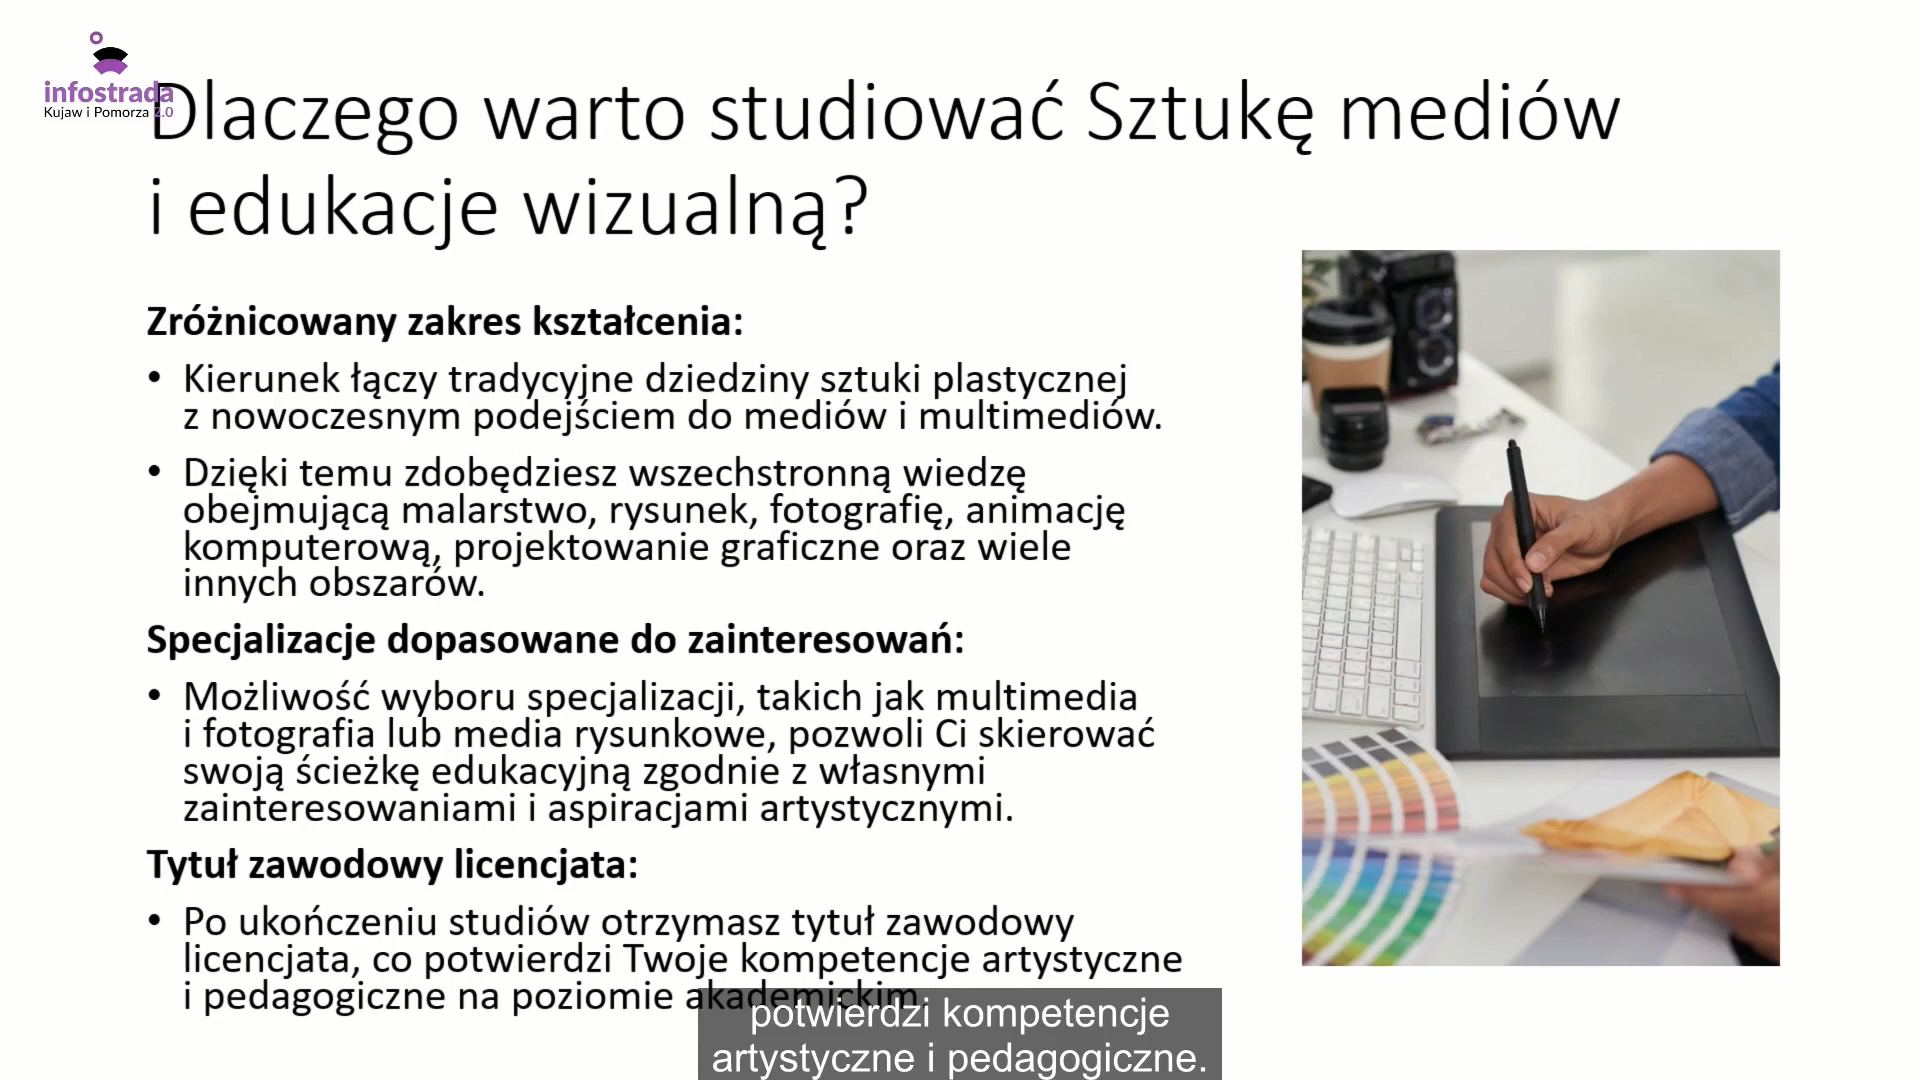 infostrada
Kujaw i Pomorza 2.0
Dlaczego warto studiować Sztukę mediów
i edukacje wizualną?
Zróżnicowany zakres kształcenia:
• Kierunek łączy tradycyjne dziedziny sztuki plastycznej
z nowoczesnym podejściem do mediów i multimediów.
• Dzięki temu zdobędziesz wszechstronną wiedzę
obejmującą malarstwo, rysunek, fotografię, animację
komputerową, projektowanie graficzne oraz wiele
innych obszarów.
Specjalizacje dopasowane do zainteresowań:
• Możliwość wyboru specjalizacji, takich jak multimedia
i fotografia lub media rysunkowe, pozwoli Ci skierować
swoją ścieżkę edukacyjną zgodnie z własnymi
zainteresowaniami i aspiracjami artystycznymi.
Tytuł zawodowy licencjata:
• Po ukończeniu studiów otrzymasz tytuł zawodowy
licencjata, co potwierdzi Twoje kompetencje artystyczne
i pedagogiczne na poziomie akademickim.
potwierdzi kompetencje
artystyczne i pedagogiczne.